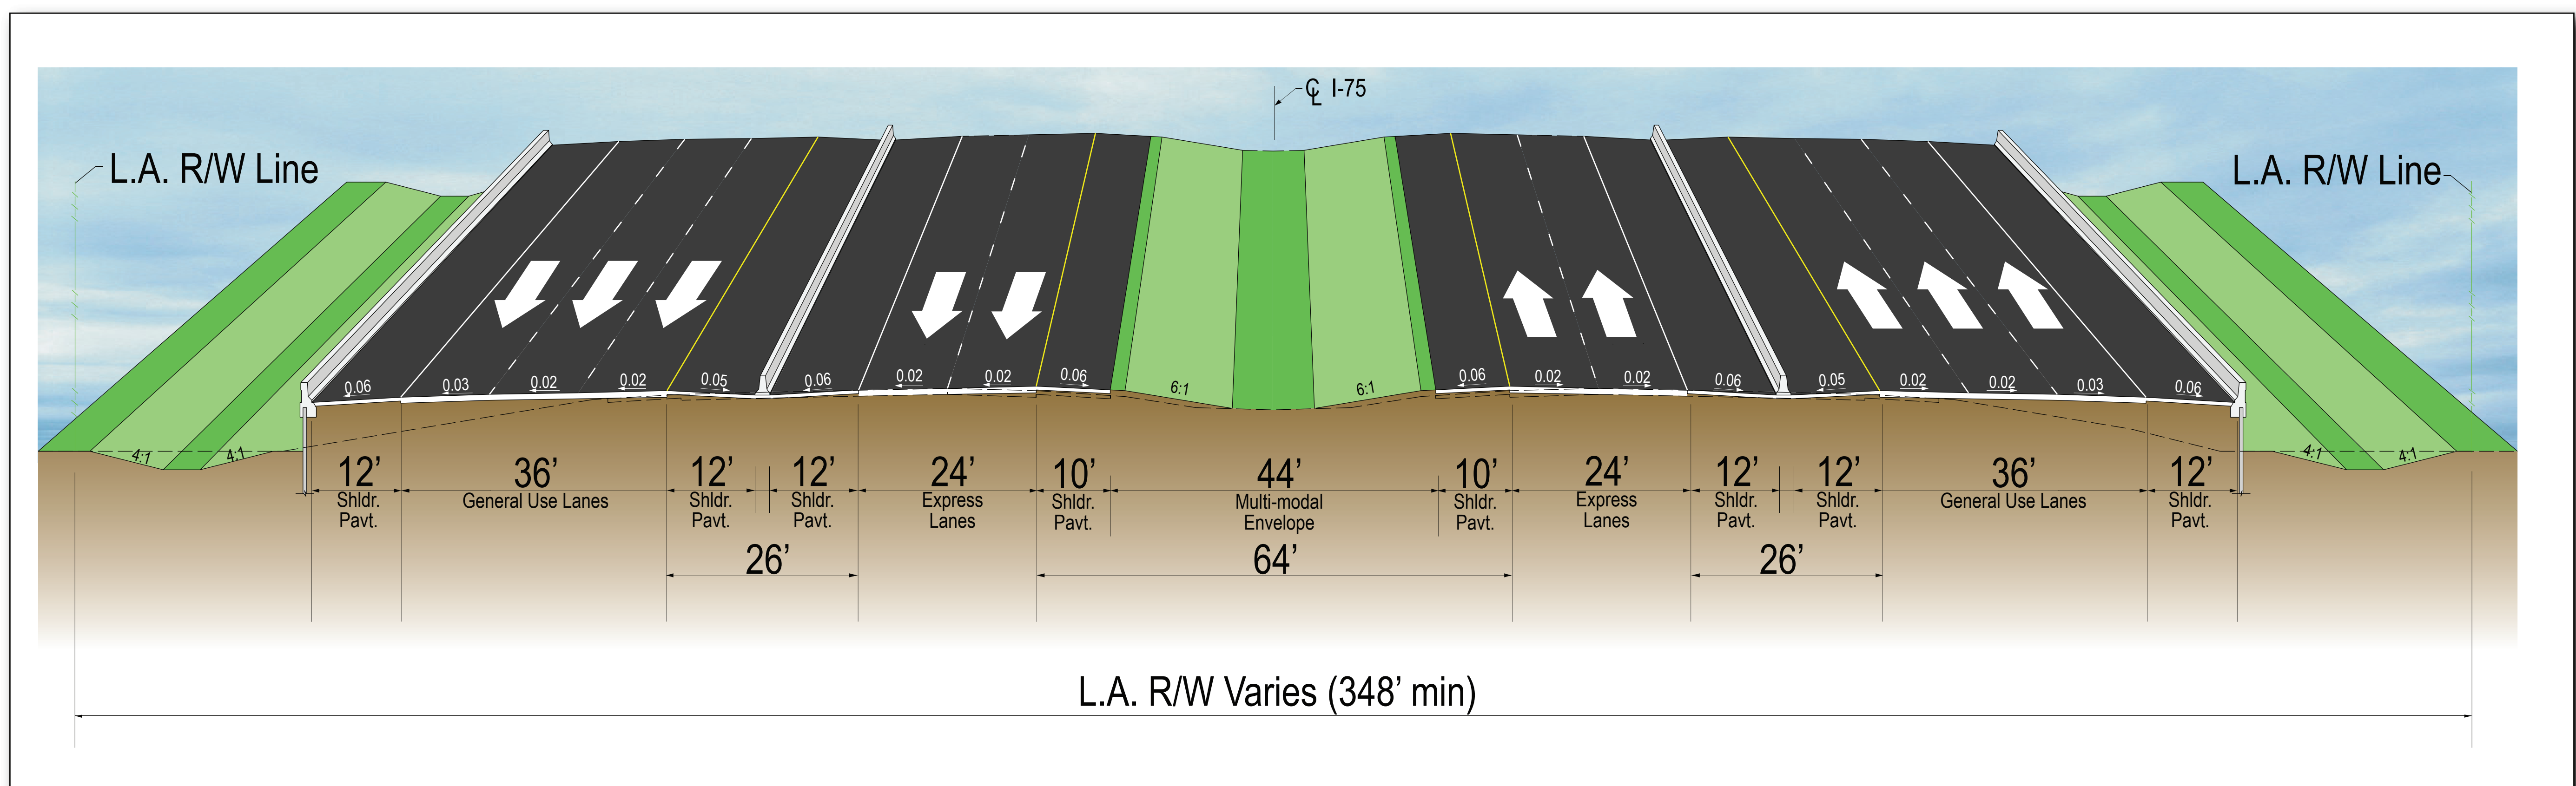 ℄ I-75
L.A. R/W Line
L.A. R/W Line
0.06
0.03
0.02
0.02
0.05
0.06
0.02
0.02
0.06
6:1
6:1
0.06
0.02
0.02
0.06
0.05
0.02
0.02
0.03
0.06
4:1
4:1
4:1
4:1
12’
Shldr.
Pavt.
36’
General Use Lanes
12’
Shldr.
Pavt.
12’
Shldr.
Pavt.
24’
Express
Lanes
10’
Shldr.
Pavt.
44’
Multi-modal
Envelope
10’
Shldr.
Pavt.
24’
Express
Lanes
12’
Shldr.
Pavt.
12’
Shldr.
Pavt.
36’
General Use Lanes
12’
Shldr.
Pavt.
26’
64’
26’
L.A. R/W Varies (348’ min)